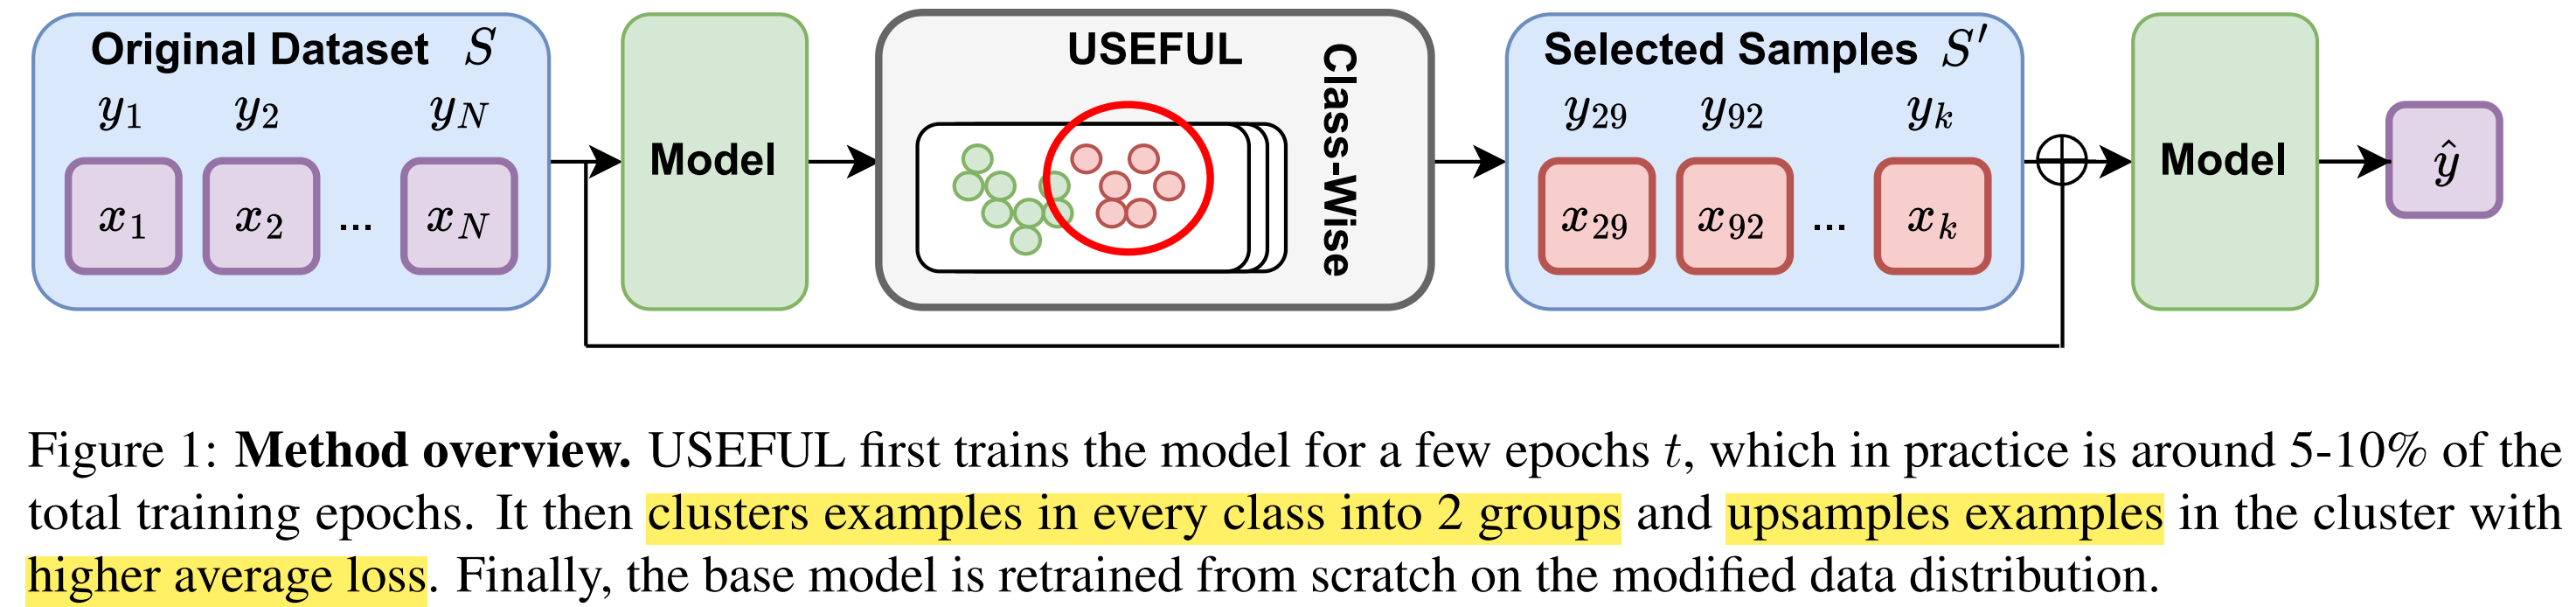 Original Dataset S
y1 y2 yN
x1 x2 ... xN
Model
USEFUL
Class-Wise
Selected Samples S′
y29 y92 yk
x29 x92 ... xk
Model
ŷ
Figure 1: Method overview. USEFUL first trains the model for a few epochs t, which in practice is around 5-10% of the
total training epochs. It then clusters examples in every class into 2 groups and upsamples examples in the cluster with
higher average loss. Finally, the base model is retrained from scratch on the modified data distribution.